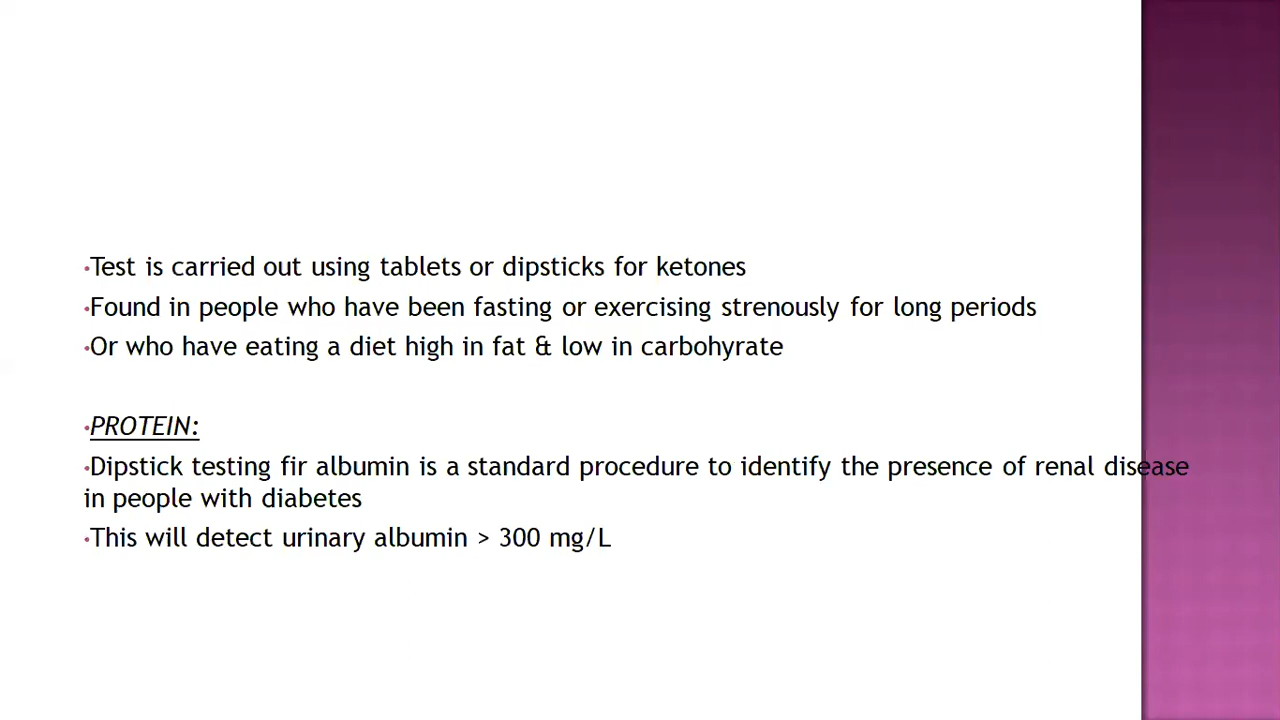 •Test is carried out using tablets or dipsticks for ketones
•Found in people who have been fasting or exercising strenously for long periods
•Or who have eating a diet high in fat & low in carbohyrate
•PROTEIN:
•Dipstick testing fir albumin is a standard procedure to identify the presence of renal disease
in people with diabetes
•This will detect urinary albumin > 300 mg/L